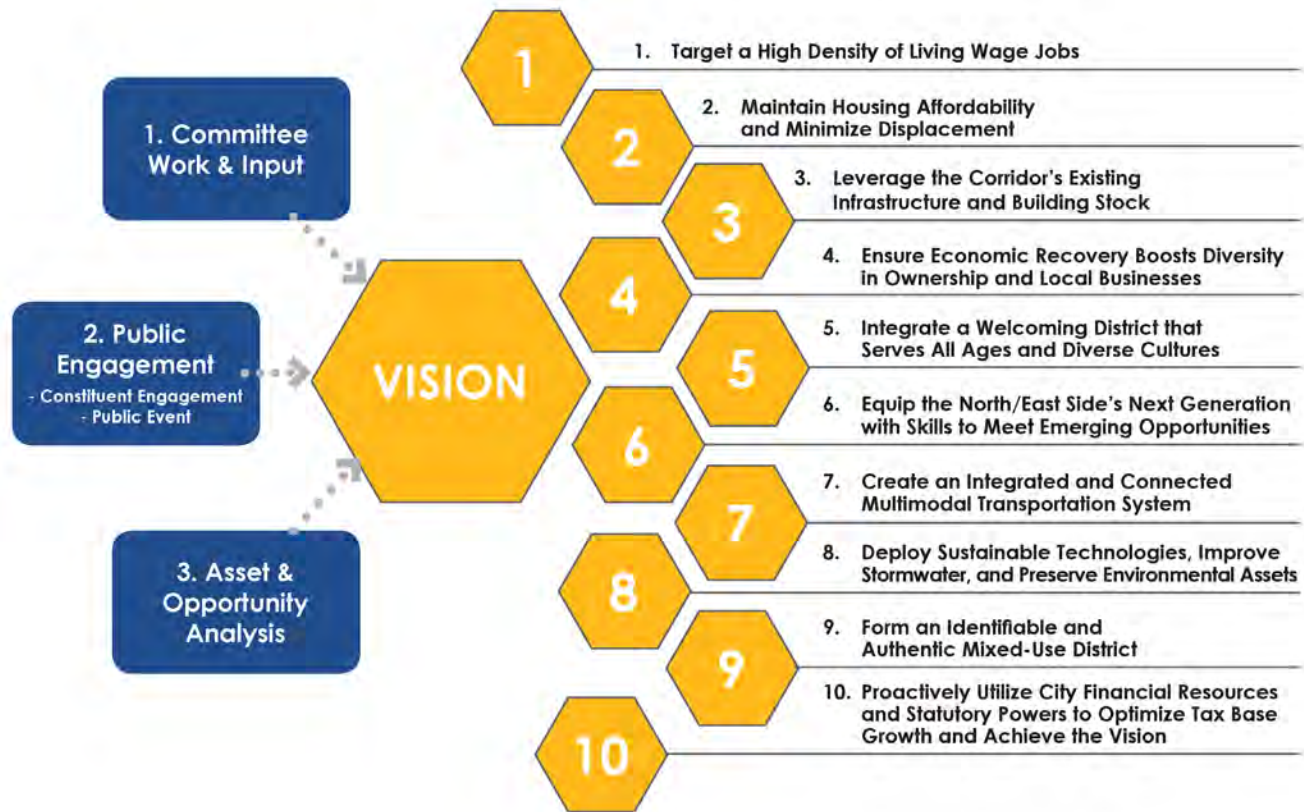 1. Committee
Work & Input
2. Public
Engagement
- Constituent Engagement
- Public Event
3. Asset &
Opportunity
Analysis
VISION
1
1. Target a High Density of Living Wage Jobs
2
2. Maintain Housing Affordability
and Minimize Displacement
3
3. Leverage the Corridor's Existing
Infrastructure and Building Stock
4
4. Ensure Economic Recovery Boosts Diversity
in Ownership and Local Businesses
5
5. Integrate a Welcoming District that
Serves All Ages and Diverse Cultures
6
6. Equip the North/East Side's Next Generation
with Skills to Meet Emerging Opportunities
7
7. Create an Integrated and Connected
Multimodal Transportation System
8
8. Deploy Sustainable Technologies, Improve
Stormwater, and Preserve Environmental Assets
9
9. Form an Identifiable and
Authentic Mixed-Use District
10
10. Proactively Utilize City Financial Resources
and Statutory Powers to Optimize Tax Base
Growth and Achieve the Vision